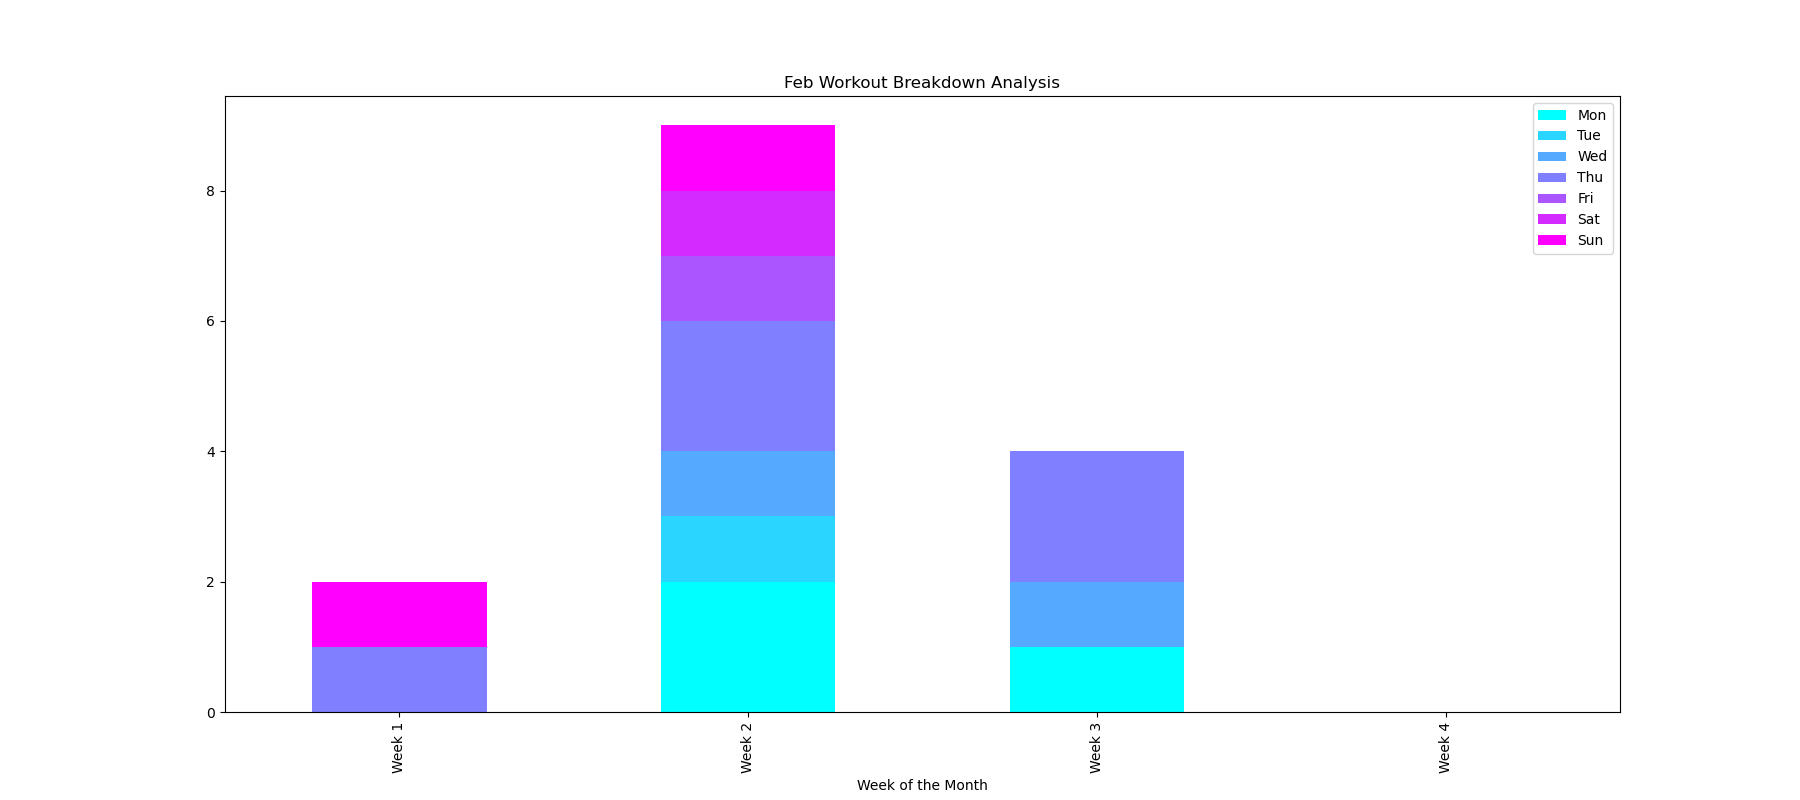 Feb Workout Breakdown Analysis
Mon
Tue
Wed
Thu
Fri
Sat
Sun
8
6
4
2
0
Week 1
Week 2
Week 3
Week 4
Week of the Month